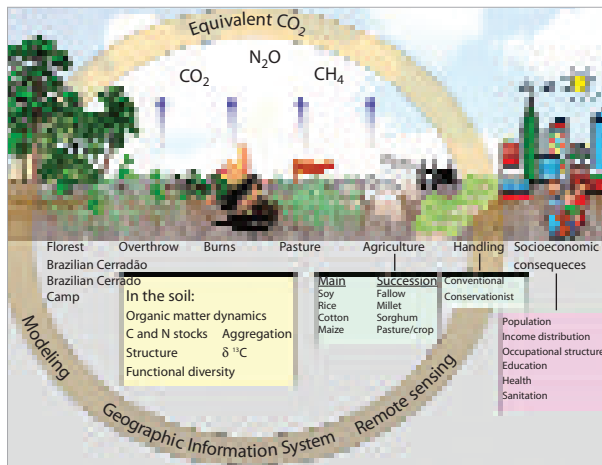 Equivalent CO₂
N₂O
CO₂ CH₄
Florest Overthrow Burns Pasture Agriculture Handling Socioeconomic consequeces
Brazilian Cerradão
Brazilian Cerrado
Camp
In the soil:
Organic matter dynamics
C and N stocks Aggregation
Structure δ ¹³C
Functional diversity
Main Succession
Soy Fallow
Rice Millet
Cotton Sorghum
Maize Pasture/crop
Conventional
Conservationist
Population
Income distribution
Occupational structure
Education
Health
Sanitation
Modeling
Geographic Information System
Remote sensing